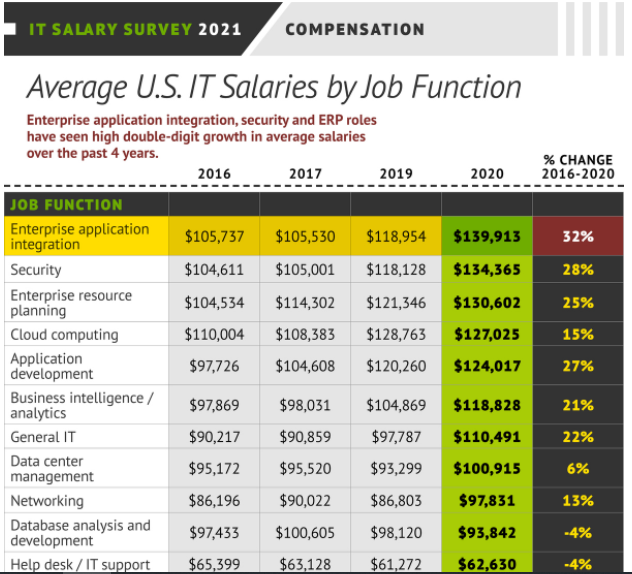 IT SALARY SURVEY 2021 COMPENSATION
Average U.S. IT Salaries by Job Function
Enterprise application integration, security and ERP roles
have seen high double-digit growth in average salaries
over the past 4 years.
% CHANGE
2016 2017 2019 2020 2016-2020
JOB FUNCTION
Enterprise application
integration $105,737 $105,530 $118,954 $139,913 32%
Security $104,611 $105,001 $118,128 $134,365 28%
Enterprise resource
planning $104,534 $114,302 $121,346 $130,602 25%
Cloud computing $110,004 $108,383 $128,763 $127,025 15%
Application
development $97,726 $104,608 $120,260 $124,017 27%
Business intelligence /
analytics $97,869 $98,031 $104,869 $118,828 21%
General IT $90,217 $90,859 $97,787 $110,491 22%
Data center
management $95,172 $95,520 $93,299 $100,915 6%
Networking $86,196 $90,022 $86,803 $97,831 13%
Database analysis and
development $97,433 $100,605 $98,120 $93,842 -4%
Help desk / IT support $65,399 $63,128 $61,272 $62,630 -4%